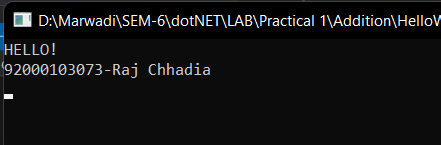 D:\Marwadi\SEM-6\dotNET\LAB\Practical 1\Addition\HelloW
HELLO!
92000103073-Raj Chhadia